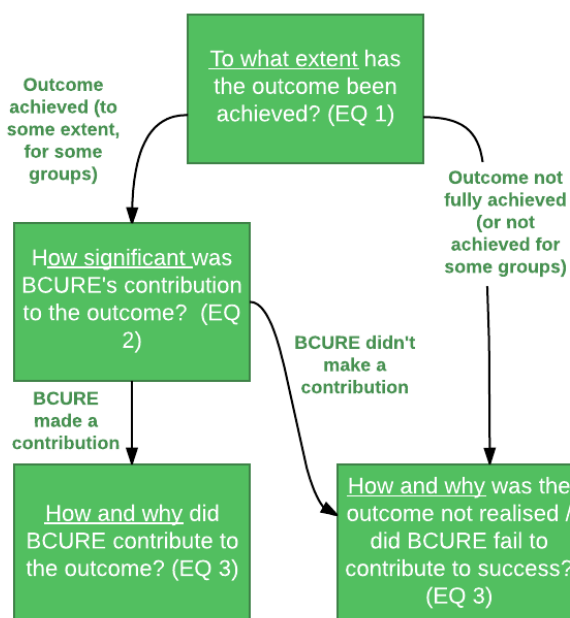 To what extent has
the outcome been
achieved? (EQ 1)
Outcome
achieved (to
some extent,
for some
groups)
Outcome not
fully achieved
(or not
achieved for
some groups)
How significant was
BCURE's contribution
to the outcome?  (EQ
2)
BCURE didn't
make a
contribution
BCURE
made a
contribution
How and why did
BCURE contribute to
the outcome? (EQ 3)
How and why was the
outcome not realised /
did BCURE fail to
contribute to success?
(EQ 3)